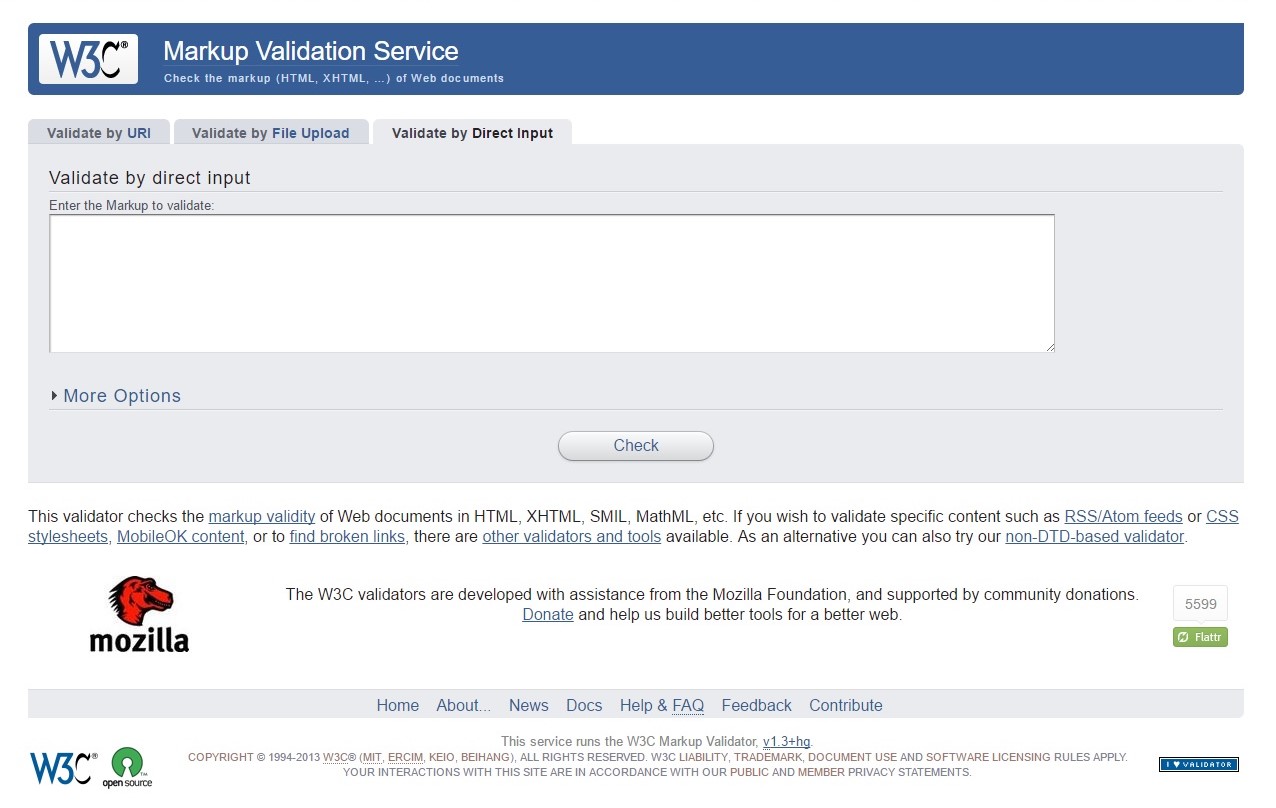 W3C®
Markup Validation Service
Check the markup (HTML, XHTML, …) of Web documents
Validate by URI
Validate by File Upload
Validate by Direct Input
Validate by direct input
Enter the Markup to validate:
More Options
Check
This validator checks the markup validity of Web documents in HTML, XHTML, SMIL, MathML, etc. If you wish to validate specific content such as RSS/Atom feeds or CSS
stylesheets, MobileOK content, or to find broken links, there are other validators and tools available. As an alternative you can also try our non-DTD-based validator.
mozilla
The W3C validators are developed with assistance from the Mozilla Foundation, and supported by community donations.
Donate and help us build better tools for a better web.
5599
Flattr
Home About... News Docs Help & FAQ Feedback Contribute
W3C®
open source™
This service runs the W3C Markup Validator, v1.3+hg.
COPYRIGHT © 1994-2013 W3C® (MIT, ERCIM, KEIO, BEIHANG), ALL RIGHTS RESERVED. W3C LIABILITY, TRADEMARK, DOCUMENT USE AND SOFTWARE LICENSING RULES APPLY.
YOUR INTERACTIONS WITH THIS SITE ARE IN ACCORDANCE WITH OUR PUBLIC AND MEMBER PRIVACY STATEMENTS.
I ♥ VALIDATOR